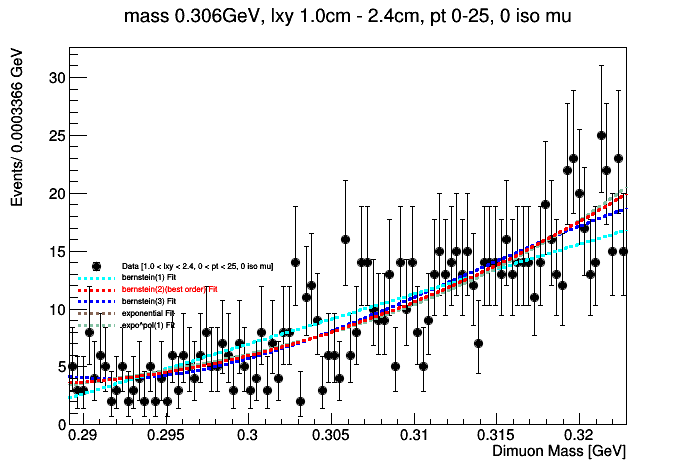 mass 0.306GeV, lxy 1.0cm - 2.4cm, pt 0-25, 0 iso mu
Events/ 0.0003366 GeV
30
25
20
15
10
5
0
Data [1.0 < lxy < 2.4, 0 < pt < 25, 0 iso mu]
bernstein(1) Fit
bernstein(2)(best order) Fit
bernstein(3) Fit
exponential Fit
expo*pol(1) Fit
0.29 0.295 0.3 0.305 0.31 0.315 0.32
Dimuon Mass [GeV]